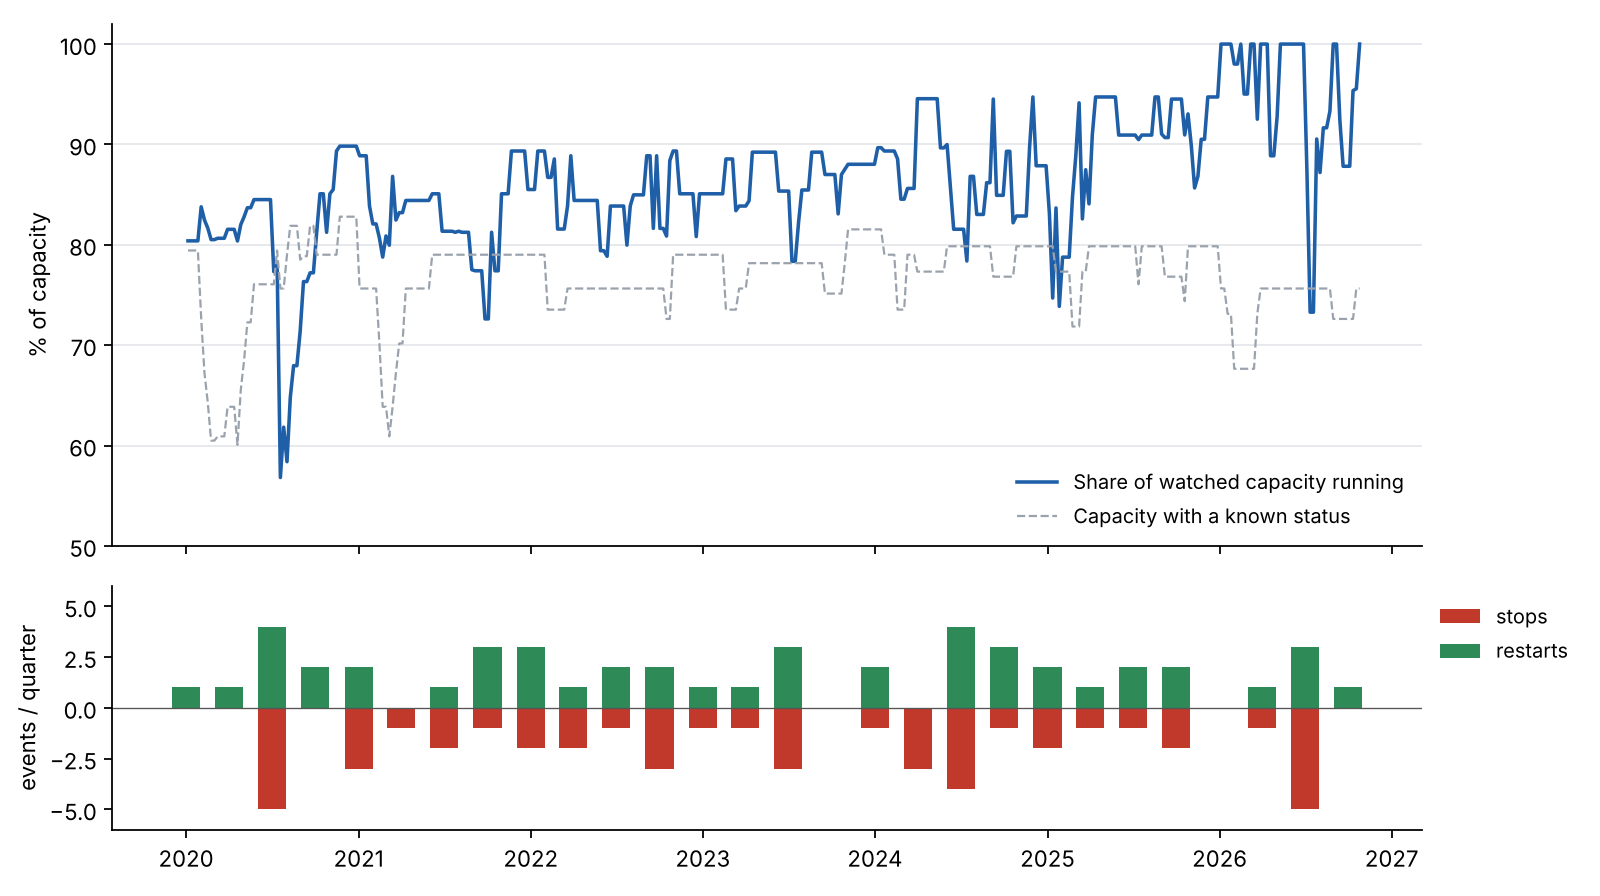 100
90
80
70
60
50
% of capacity
Share of watched capacity running
Capacity with a known status
5.0
2.5
0.0
−2.5
−5.0
events / quarter
stops
restarts
2020 2021 2022 2023 2024 2025 2026 2027